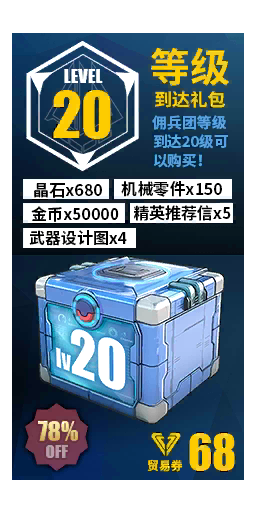 LEVEL
20
等级
到达礼包
佣兵团等级
到达20级可
以购买！
晶石x680
机械零件x150
金币x50000
精英推荐信x5
武器设计图x4
lv20
78%
OFF
贸易券
68